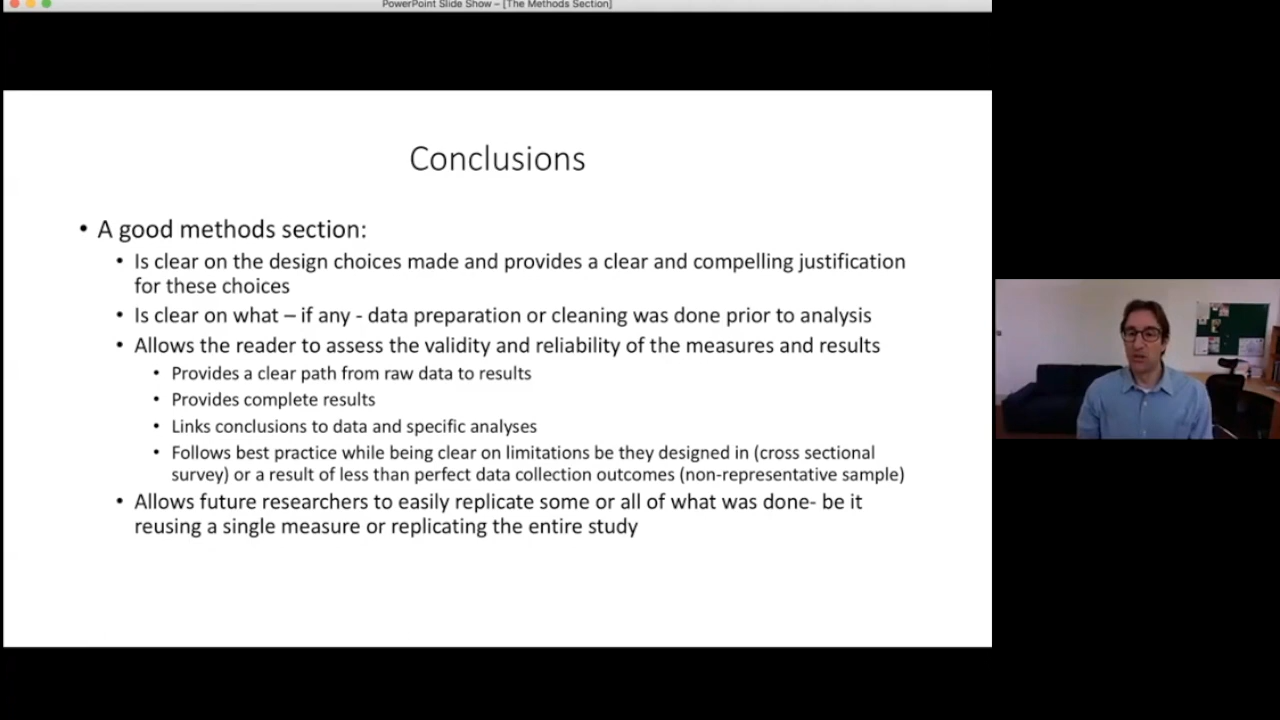 PowerPoint Slide Show – [The Methods Section]
Conclusions
• A good methods section:
• Is clear on the design choices made and provides a clear and compelling justification
for these choices
• Is clear on what – if any - data preparation or cleaning was done prior to analysis
• Allows the reader to assess the validity and reliability of the measures and results
• Provides a clear path from raw data to results
• Provides complete results
• Links conclusions to data and specific analyses
• Follows best practice while being clear on limitations be they designed in (cross sectional
survey) or a result of less than perfect data collection outcomes (non-representative sample)
• Allows future researchers to easily replicate some or all of what was done- be it
reusing a single measure or replicating the entire study